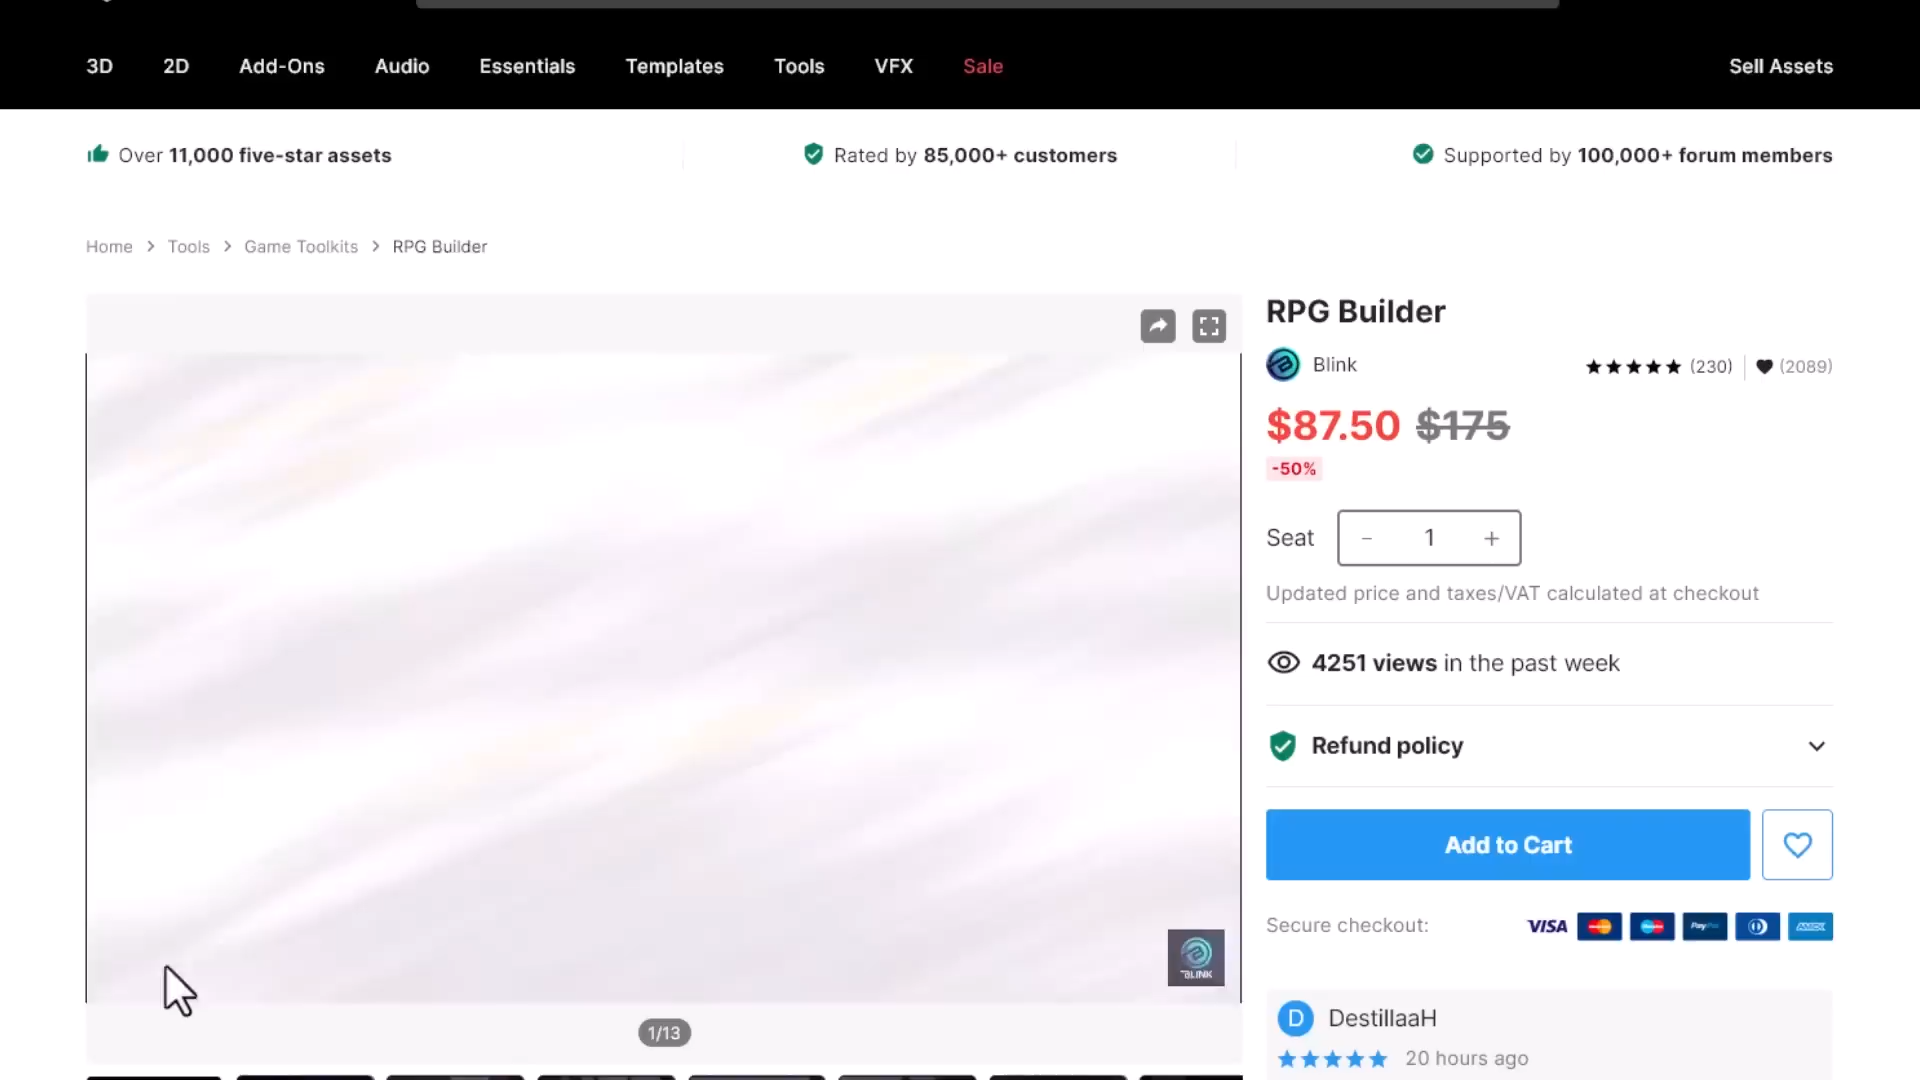 3D 2D Add-Ons Audio Essentials Templates Tools VFX Sale Sell Assets
Over 11,000 five-star assets
Rated by 85,000+ customers
Supported by 100,000+ forum members
Home > Tools > Game Toolkits > RPG Builder
RPG Builder
Blink
(230)
(2089)
$87.50 $175
-50%
Seat - 1 +
Updated price and taxes/VAT calculated at checkout
4251 views in the past week
Refund policy
Add to Cart
Secure checkout:
VISA
PayPal
AMEX
BLINK
1/13
D DestillaaH
20 hours ago